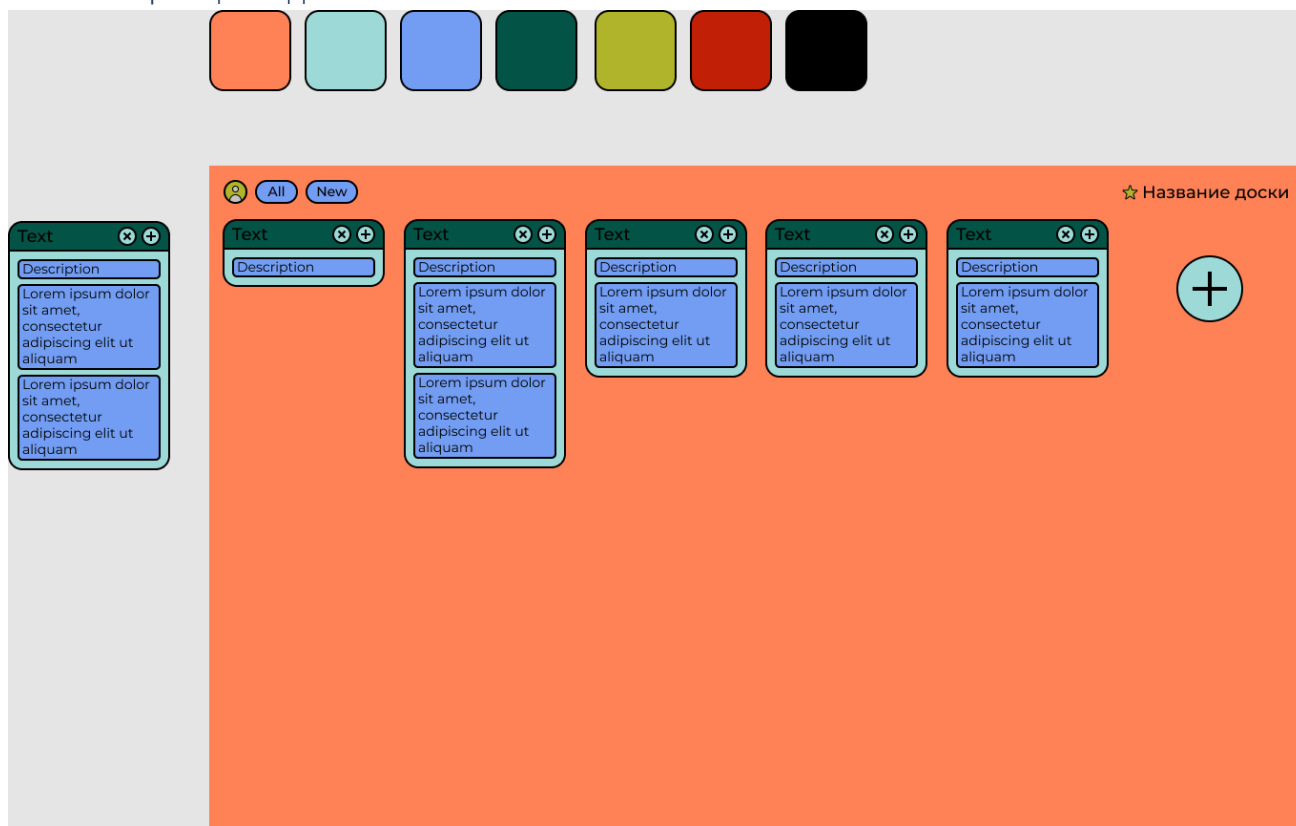 All
New
Название доски
Text
Description
Lorem ipsum dolor
sit amet,
consectetur
adipiscing elit ut
aliquam
Lorem ipsum dolor
sit amet,
consectetur
adipiscing elit ut
aliquam
Text
Description
Text
Description
Lorem ipsum dolor
sit amet,
consectetur
adipiscing elit ut
aliquam
Lorem ipsum dolor
sit amet,
consectetur
adipiscing elit ut
aliquam
Text
Description
Lorem ipsum dolor
sit amet,
consectetur
adipiscing elit ut
aliquam
Text
Description
Lorem ipsum dolor
sit amet,
consectetur
adipiscing elit ut
aliquam
Text
Description
Lorem ipsum dolor
sit amet,
consectetur
adipiscing elit ut
aliquam